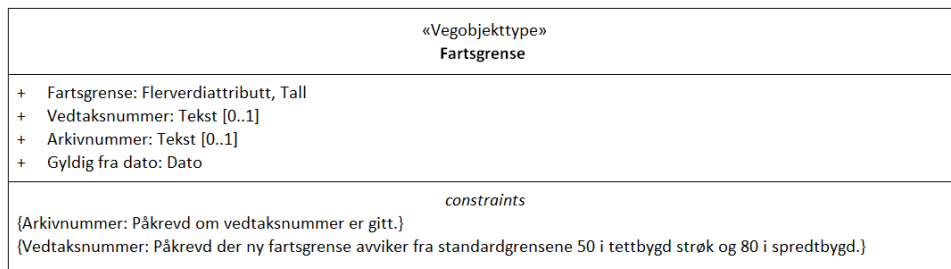 «Vegobjekttype»
Fartsgrense
+ Fartsgrense: Flerverdiattributt, Tall
+ Vedtaksnummer: Tekst [0..1]
+ Arkivnummer: Tekst [0..1]
+ Gyldig fra dato: Dato
constraints
{Arkivnummer: Påkrevd om vedtaksnummer er gitt.}
{Vedtaksnummer: Påkrevd der ny fartsgrense avviker fra standardgrensene 50 i tettbygd strøk og 80 i spredtbygd.}